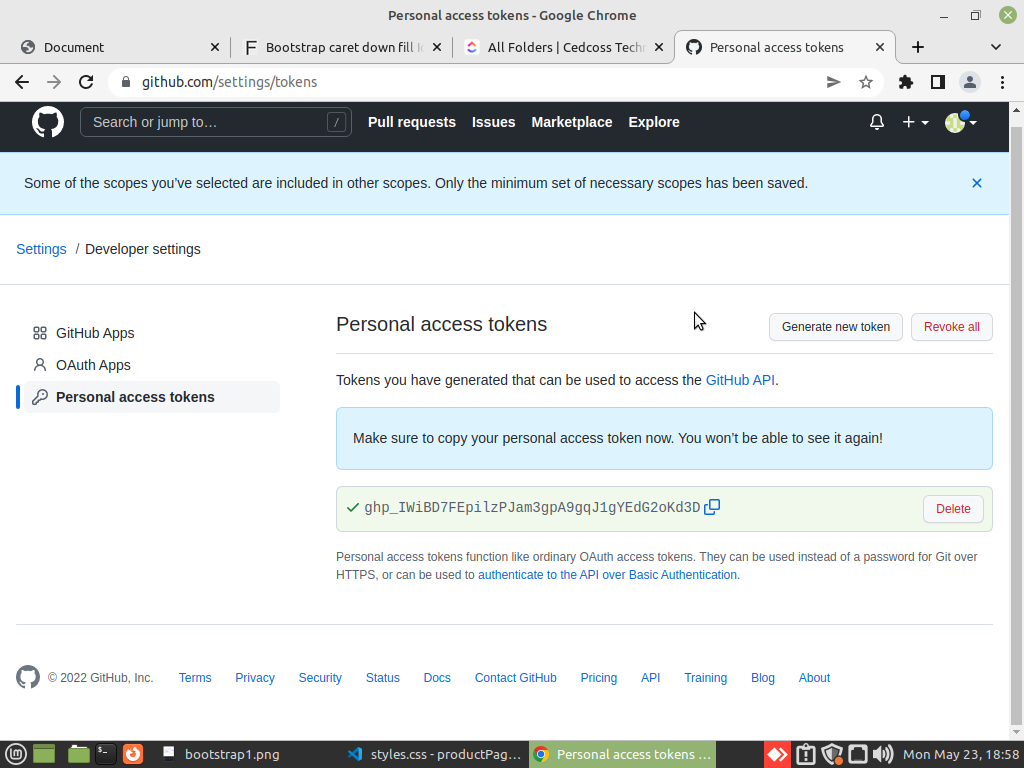 Personal access tokens - Google Chrome
Document
Bootstrap caret down fill
All Folders | Cedcoss Tech
Personal access tokens
github.com/settings/tokens
Search or jump to…
/
Pull requests
Issues
Marketplace
Explore
Some of the scopes you’ve selected are included in other scopes. Only the minimum set of necessary scopes has been saved.
Settings / Developer settings
GitHub Apps
OAuth Apps
Personal access tokens
Personal access tokens
Generate new token
Revoke all
Tokens you have generated that can be used to access the GitHub API.
Make sure to copy your personal access token now. You won’t be able to see it again!
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
Delete
Personal access tokens function like ordinary OAuth access tokens. They can be used instead of a password for Git over
HTTPS, or can be used to authenticate to the API over Basic Authentication.
© 2022 GitHub, Inc.
Terms
Privacy
Security
Status
Docs
Contact GitHub
Pricing
API
Training
Blog
About
bootstrap1.png
styles.css - productPag...
Personal access tokens ...
Mon May 23, 18:58